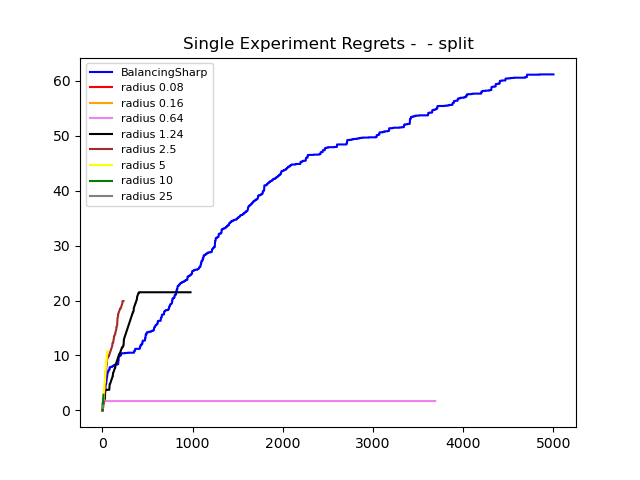 Single Experiment Regrets -  - split
BalancingSharp
radius 0.08
radius 0.16
radius 0.64
radius 1.24
radius 2.5
radius 5
radius 10
radius 25
60
50
40
30
20
10
0
0 1000 2000 3000 4000 5000